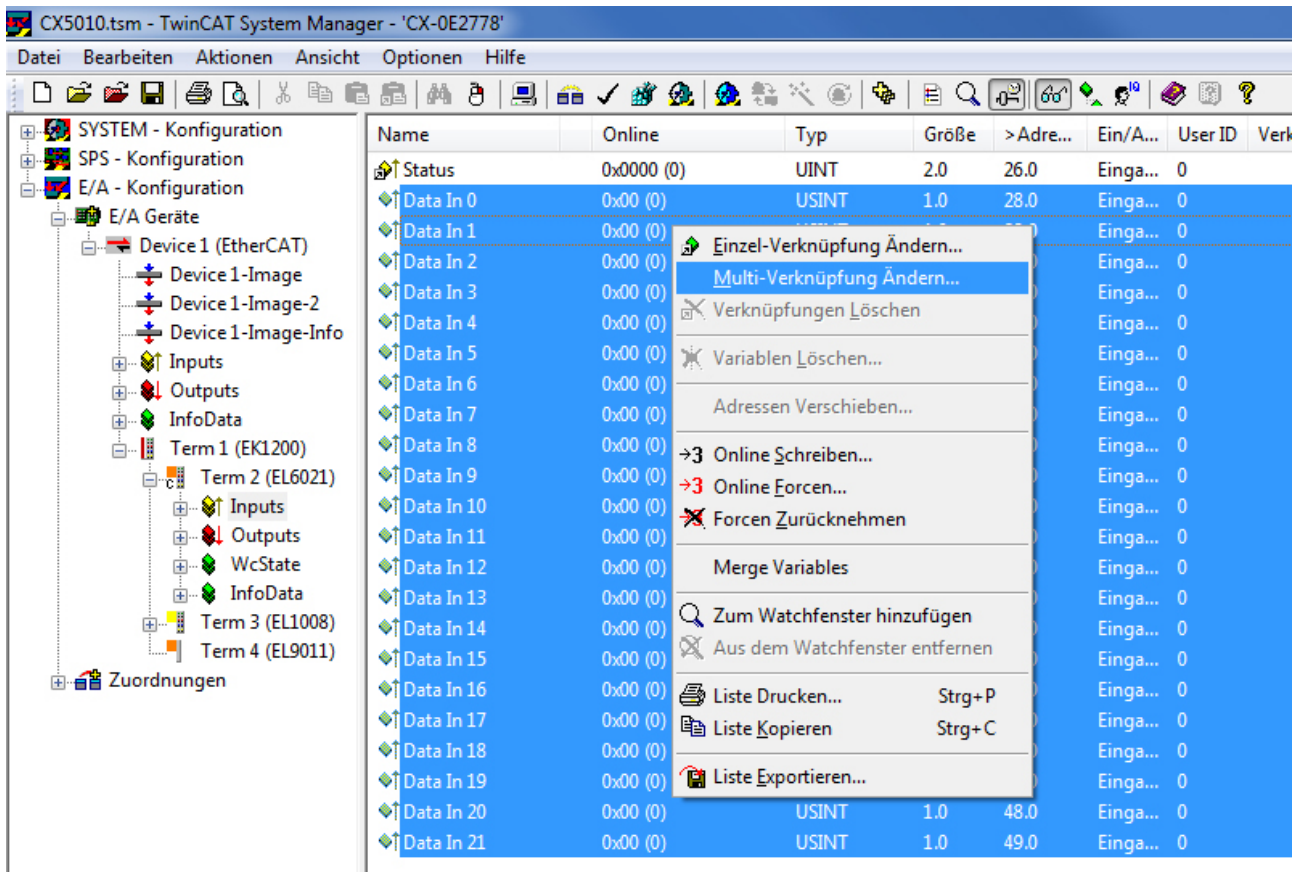 CX5010.tsm - TwinCAT System Manager - 'CX-0E2778'
Datei Bearbeiten Aktionen Ansicht Optionen Hilfe
SYSTEM - Konfiguration
SPS - Konfiguration
E/A - Konfiguration
E/A Geräte
Device 1 (EtherCAT)
Device 1-Image
Device 1-Image-2
Device 1-Image-Info
Inputs
Outputs
InfoData
Term 1 (EK1200)
Term 2 (EL6021)
Inputs
Outputs
WcState
InfoData
Term 3 (EL1008)
Term 4 (EL9011)
Zuordnungen
Name Online Typ Größe >Adre... Ein/A... User ID Verk
Status 0x0000 (0) UINT 2.0 26.0 Einga... 0
Data In 0 0x00 (0) USINT 1.0 28.0 Einga... 0
Data In 1 0x00 (0) Einga... 0
Data In 2 0x00 (0) Einga... 0
Data In 3 0x00 (0) Einga... 0
Data In 4 0x00 (0) Einga... 0
Data In 5 0x00 (0) Einga... 0
Data In 6 0x00 (0) Einga... 0
Data In 7 0x00 (0) Einga... 0
Data In 8 0x00 (0) Einga... 0
Data In 9 0x00 (0) Einga... 0
Data In 10 0x00 (0) Einga... 0
Data In 11 0x00 (0) Einga... 0
Data In 12 0x00 (0) Einga... 0
Data In 13 0x00 (0) Einga... 0
Data In 14 0x00 (0) Einga... 0
Data In 15 0x00 (0) Einga... 0
Data In 16 0x00 (0) Einga... 0
Data In 17 0x00 (0) Einga... 0
Data In 18 0x00 (0) Einga... 0
Data In 19 0x00 (0) Einga... 0
Data In 20 0x00 (0) USINT 1.0 48.0 Einga... 0
Data In 21 0x00 (0) USINT 1.0 49.0 Einga... 0
Einzel-Verknüpfung Ändern...
Multi-Verknüpfung Ändern...
Verknüpfungen Löschen
Variablen Löschen...
Adressen Verschieben...
→3 Online Schreiben...
→3 Online Forcen...
Forcen Zurücknehmen
Merge Variables
Zum Watchfenster hinzufügen
Aus dem Watchfenster entfernen
Liste Drucken... Strg+P
Liste Kopieren Strg+C
Liste Exportieren...